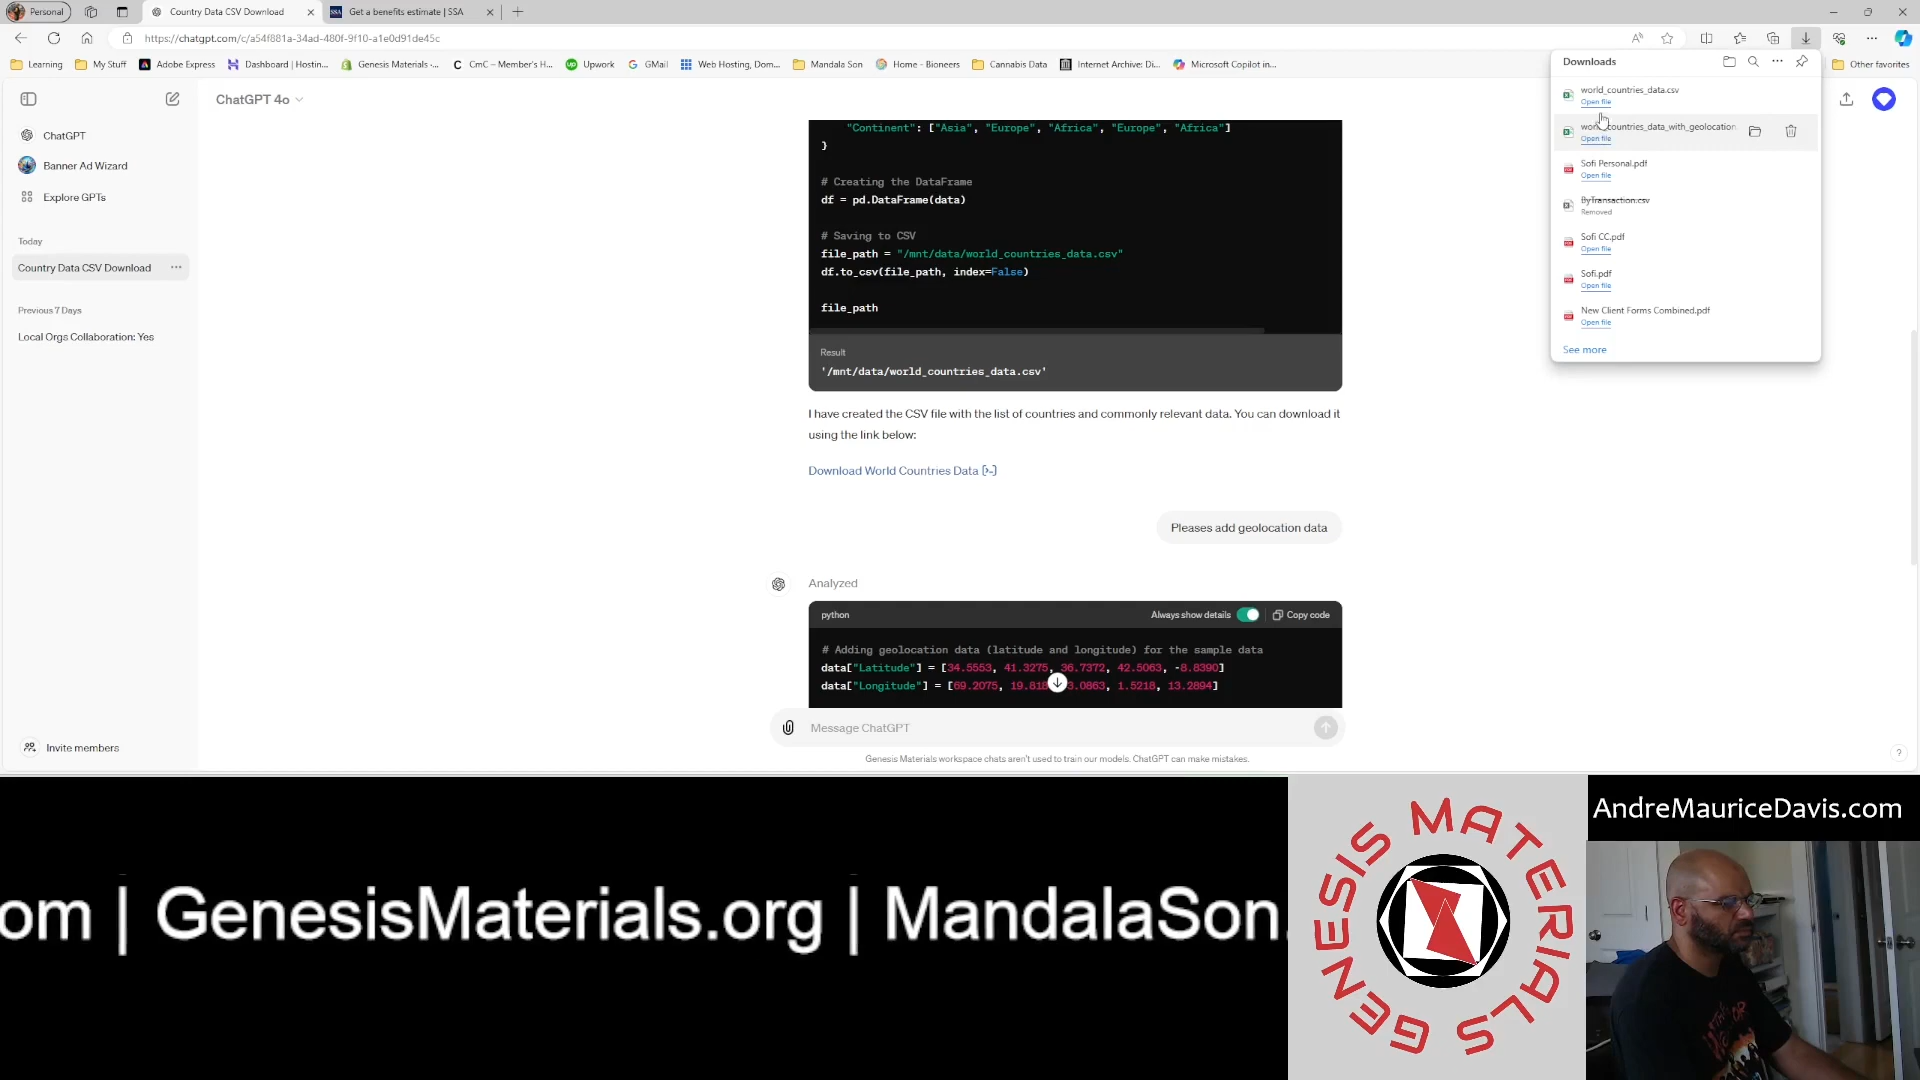 Personal
Country Data CSV Download
Get a benefits estimate | SSA
https://chatgpt.com/c/a54f881a-34ad-480f-9f10-a1e0d91de45c
Learning
My Stuff
Adobe Express
Dashboard | Hostin...
Genesis Materials -...
CmC – Member's H...
Upwork
GMail
Web Hosting, Dom...
Mandala Son
Home - Bioneers
Cannabis Data
Internet Archive: Di...
Microsoft Copilot in...
Other favorites
Downloads
world_countries_data.csv
Open file
countries_data_with_geolocation
Open file
Sofi Personal.pdf
Open file
ByTransaction.csv
Removed
Sofi CC.pdf
Open file
Sofi.pdf
Open file
New Client Forms Combined.pdf
Open file
See more
ChatGPT
Banner Ad Wizard
Explore GPTs
Today
Country Data CSV Download
Previous 7 Days
Local Orgs Collaboration: Yes
Invite members
ChatGPT 4o
"Continent": ["Asia", "Europe", "Africa", "Europe", "Africa"]
}
# Creating the DataFrame
df = pd.DataFrame(data)
# Saving to CSV
file_path = "/mnt/data/world_countries_data.csv"
df.to_csv(file_path, index=False)
file_path
Result
'/mnt/data/world_countries_data.csv'
I have created the CSV file with the list of countries and commonly relevant data. You can download it
using the link below:
Download World Countries Data [>-]
Pleases add geolocation data
Analyzed
python
Always show details
Copy code
# Adding geolocation data (latitude and longitude) for the sample data
data["Latitude"] = [34.5553, 41.3275, 36.7372, 42.5063, -8.8390]
data["Longitude"] = [69.2075, 19.818 3.0863, 1.5218, 13.2894]
Message ChatGPT
Genesis Materials workspace chats aren't used to train our models. ChatGPT can make mistakes.
?
om | GenesisMaterials.org | MandalaSon.
GENESIS MATERIALS
AndreMauriceDavis.com